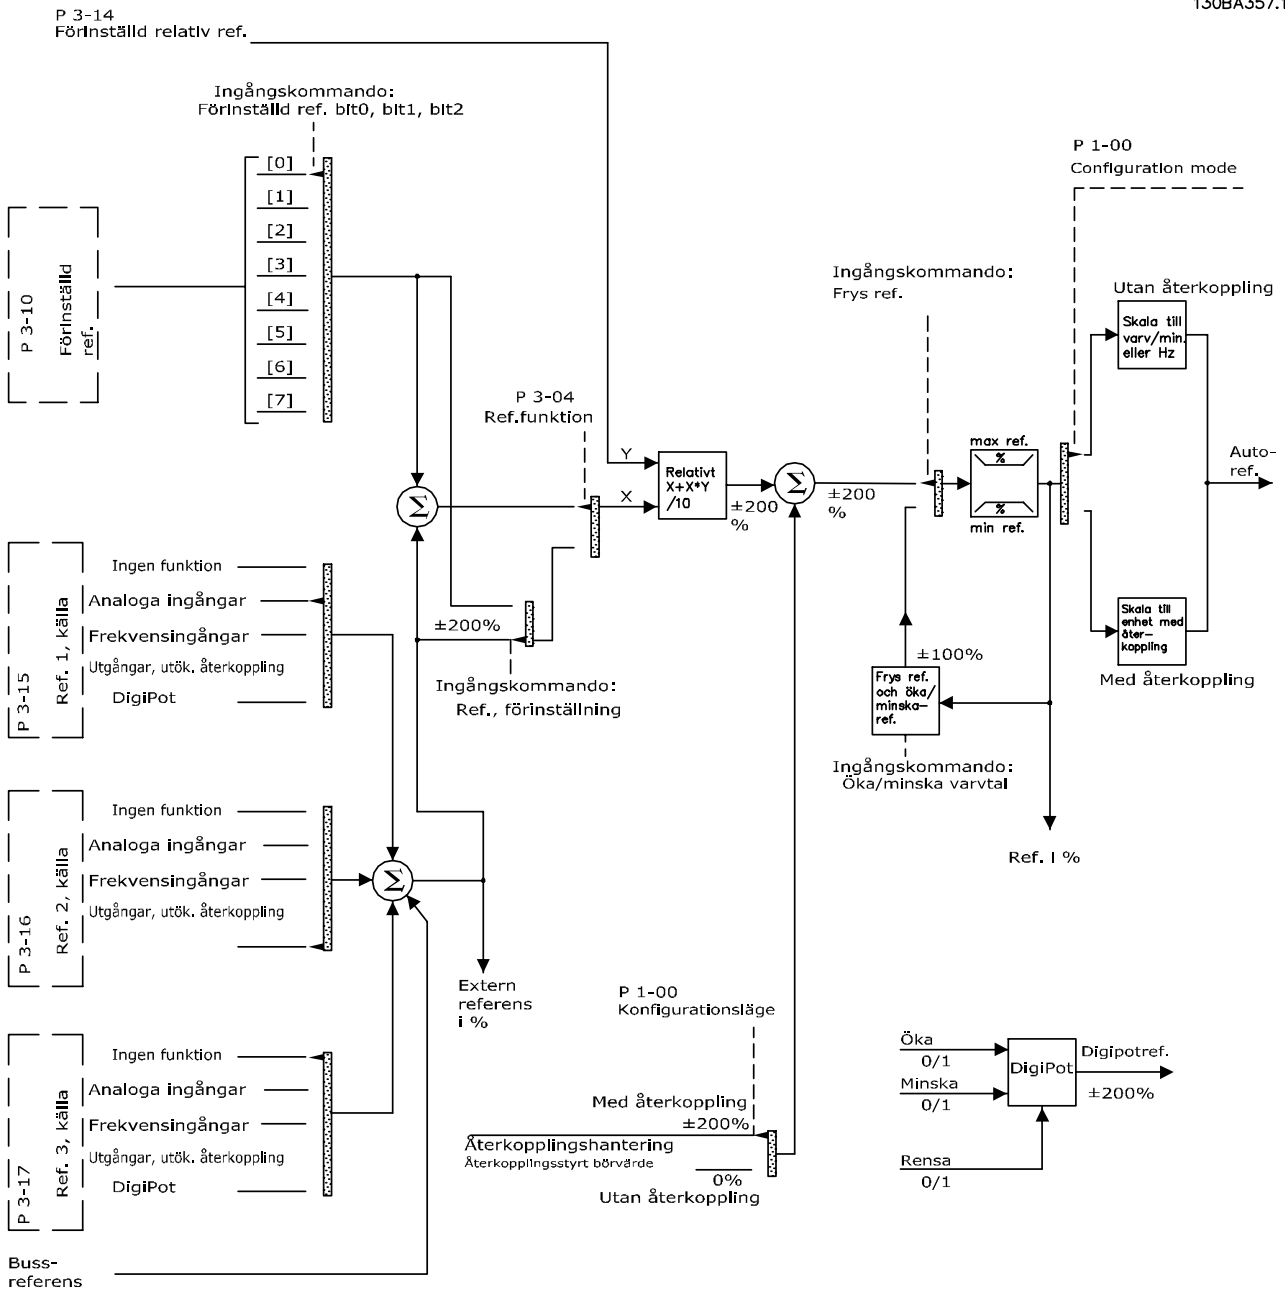 130BA357.1
P 3-14
Förinställd relativ ref.
Ingångskommando:
Förinställd ref. bit0, bit1, bit2
P 1-00
Configuration mode
[0]
[1]
[2]
[3]
[4]
[5]
[6]
[7]
P 3-10
Förinställd
ref.
Ingångskommando:
Frys ref.
Utan återkoppling
Skala till
varv/min.
eller Hz
P 3-04
Ref.funktion
Y
X
Relativt
X+X*Y
/10
±200
%
Σ
±200
%
max ref.
%
%
min ref.
Auto-
ref.
Σ
P 3-15
Ref. 1, källa
Ingen funktion
Analoga ingångar
Frekvensingångar
Utgångar, utök. återkoppling
DigiPot
±200%
Ingångskommando:
Ref., förinställning
±100%
Frys ref.
och öka/
minska-
ref.
Ingångskommando:
Öka/minska varvtal
Skala till
enhet med
åter-
koppling
Med återkoppling
Ref. i %
P 3-16
Ref. 2, källa
Ingen funktion
Analoga ingångar
Frekvensingångar
Utgångar, utök. återkoppling
Σ
Extern
referens
i %
P 3-17
Ref. 3, källa
Ingen funktion
Analoga ingångar
Frekvensingångar
Utgångar, utök. återkoppling
DigiPot
P 1-00
Konfigurationsläge
Med återkoppling
±200%
Återkopplingshantering
Återkopplingsstyrt börvärde
0%
Utan återkoppling
Öka
0/1
Minska
0/1
Rensa
0/1
DigiPot
Digipotref.
±200%
Buss-
referens